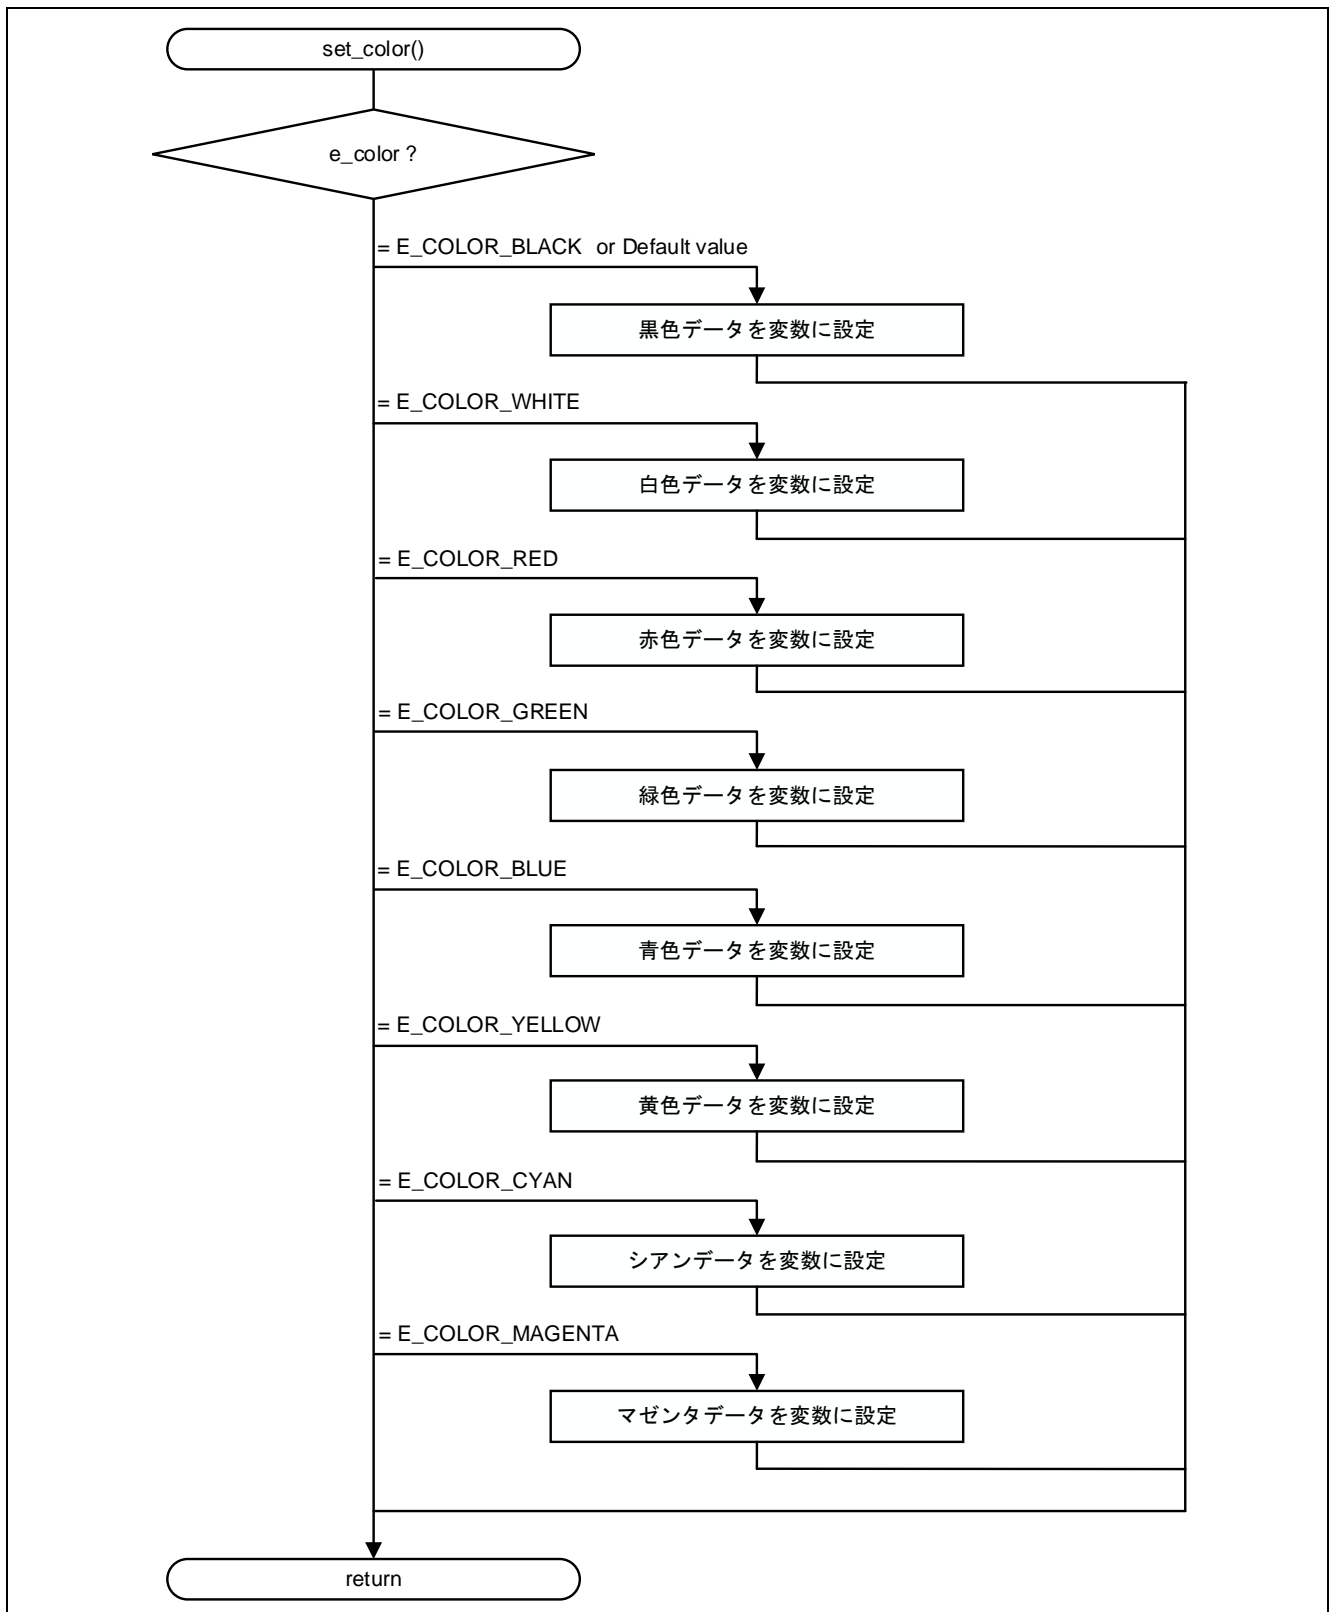 set_color()
e_color ?
= E_COLOR_BLACK or Default value
黒色データを変数に設定
= E_COLOR_WHITE
白色データを変数に設定
= E_COLOR_RED
赤色データを変数に設定
= E_COLOR_GREEN
緑色データを変数に設定
= E_COLOR_BLUE
青色データを変数に設定
= E_COLOR_YELLOW
黄色データを変数に設定
= E_COLOR_CYAN
シアンデータを変数に設定
= E_COLOR_MAGENTA
マゼンタデータを変数に設定
return